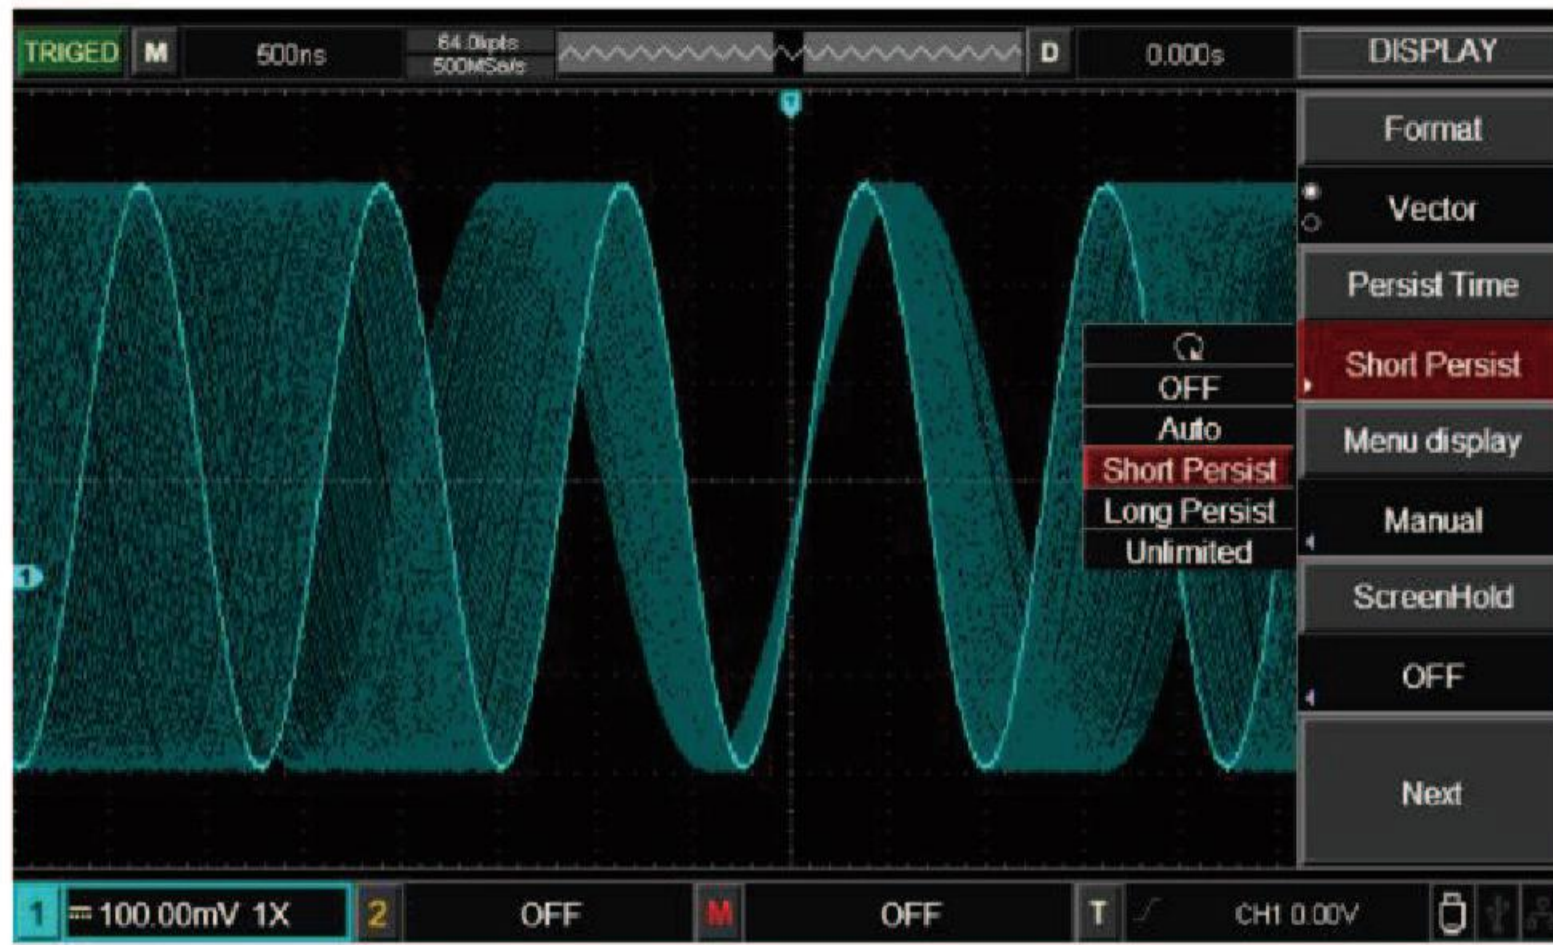 TRIGED M 500ns 64.0kpts D 0.000s DISPLAY
500MSa/s
Format
Vector
Persist Time
OFF
Short Persist
Auto
Short Persist
Menu display
Long Persist
Manual
Unlimited
1
ScreenHold
OFF
Next
1 100.00mV 1X 2 OFF M OFF T CH1 0.00V